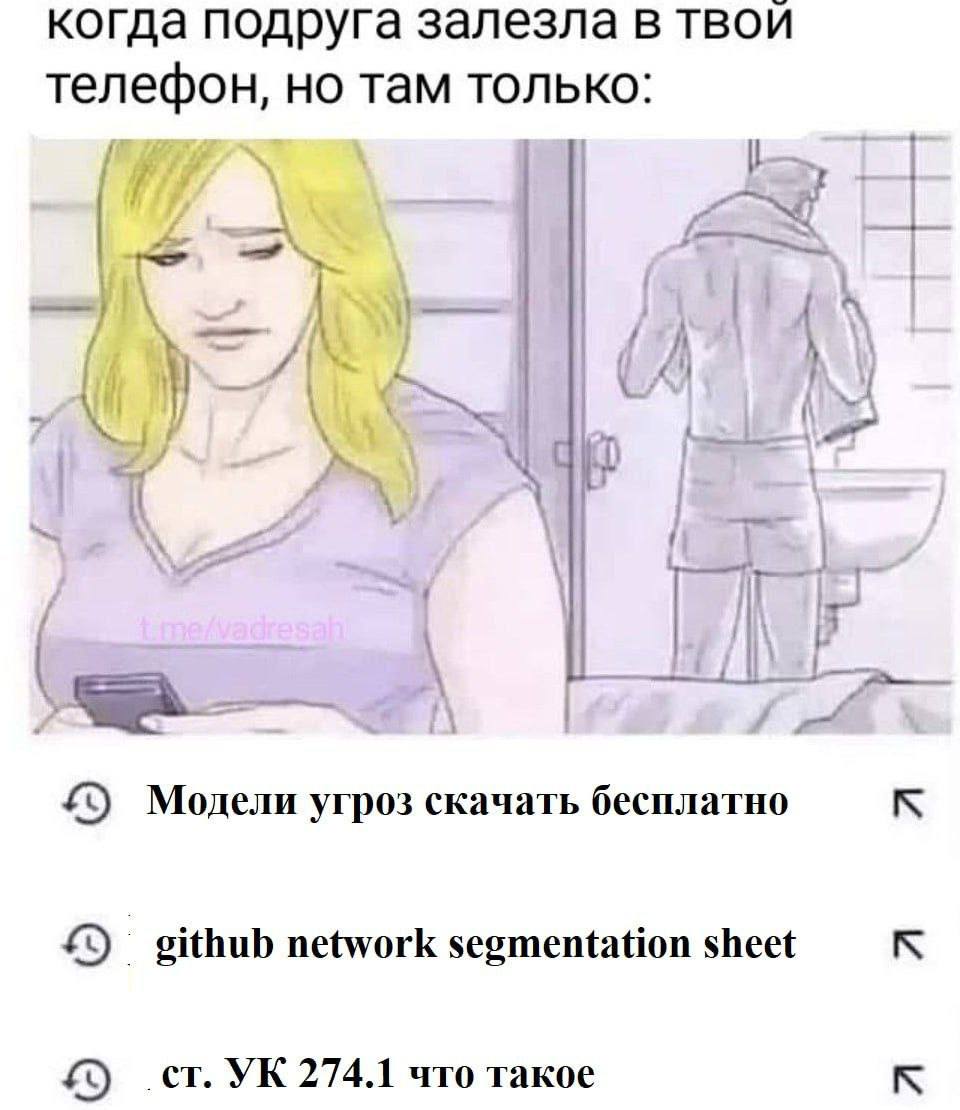 когда подруга залезла в твой
телефон, но там только:
t.me/vadresah
Модели угроз скачать бесплатно
github network segmentation sheet
ст. УК 274.1 что такое